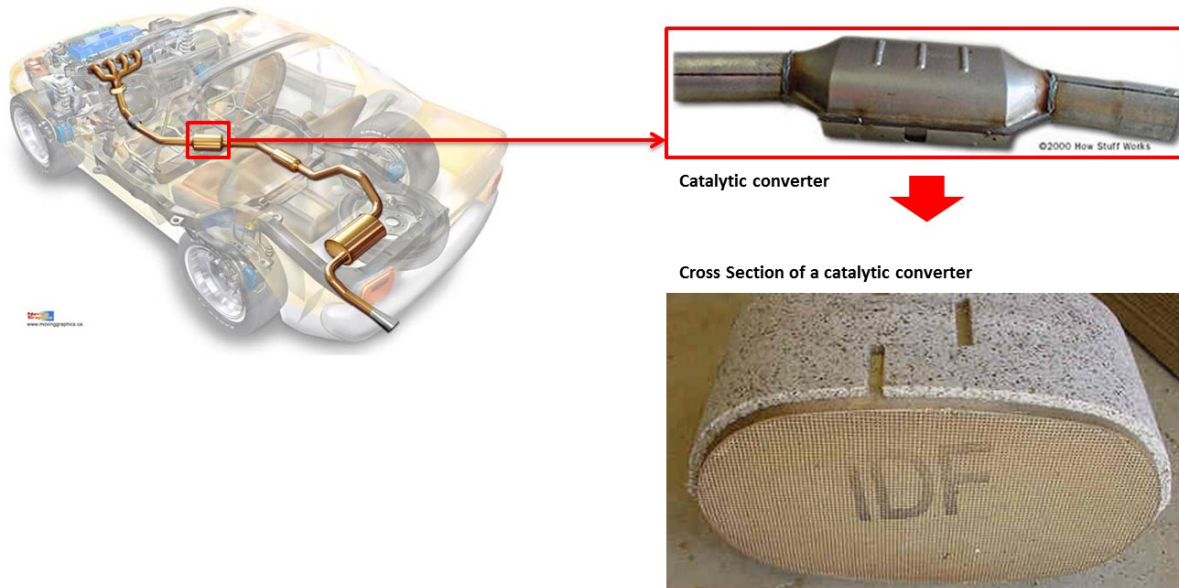 www.movinggraphics.ca
©2000 How Stuff Works
Catalytic converter
Cross Section of a catalytic converter
IDF